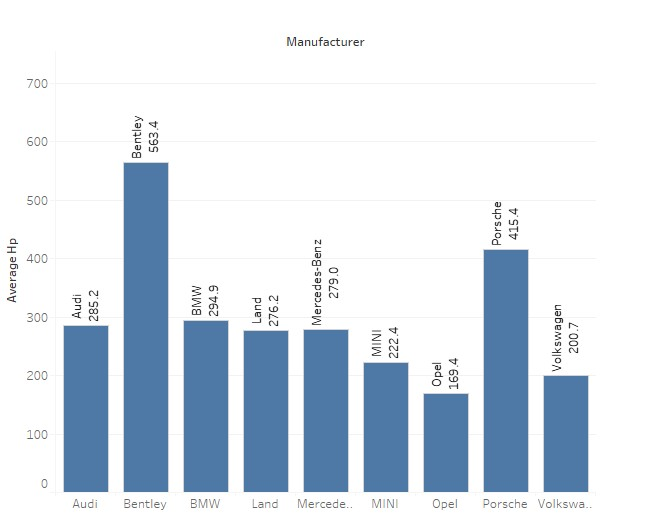 Manufacturer
Average Hp
700
600
500
400
300
200
100
0
Audi
285.2
Bentley
563.4
BMW
294.9
Land
276.2
Mercedes-Benz
279.0
MINI
222.4
Opel
169.4
Porsche
415.4
Volkswagen
200.7
Audi
Bentley
BMW
Land
Mercede..
MINI
Opel
Porsche
Volkswa..